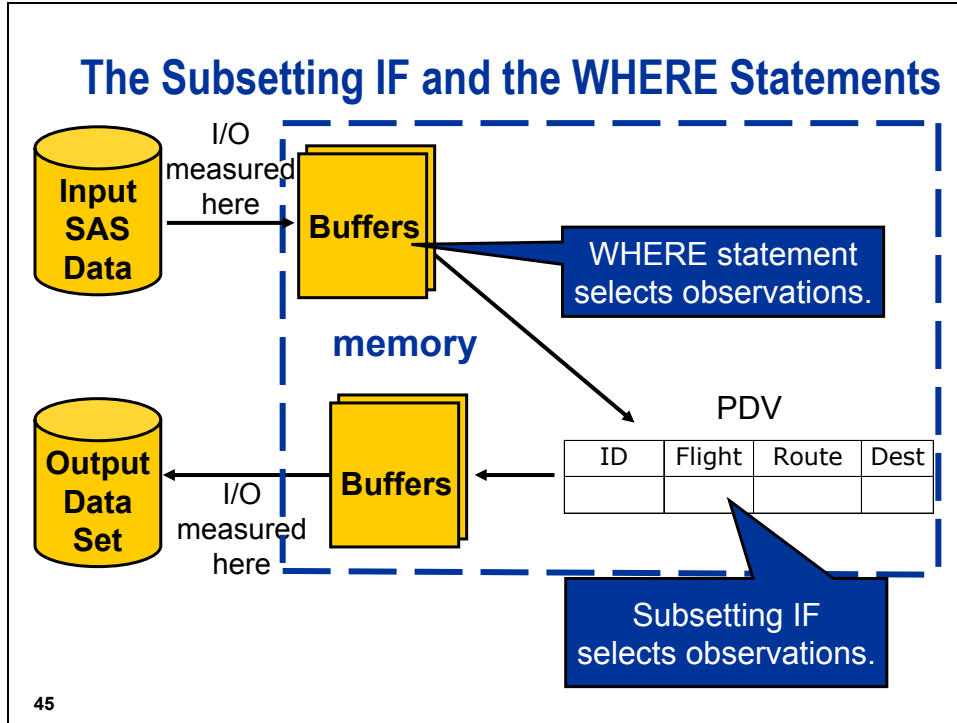 The Subsetting IF and the WHERE Statements
I/O
measured
here
Input
SAS
Data
Buffers
WHERE statement
selects observations.
memory
PDV
ID Flight Route Dest
Output
Data
Set
Buffers
I/O
measured
here
Subsetting IF
selects observations.
45